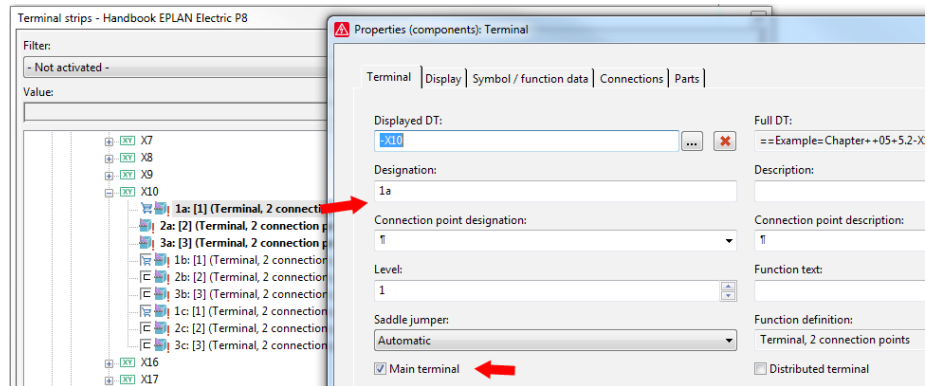 Terminal strips - Handbook EPLAN Electric P8
Filter:
- Not activated -
Value:
X7
X8
X9
X10
1a: [1] (Terminal, 2 connecti
2a: [2] (Terminal, 2 connection p
3a: [3] (Terminal, 2 connection p
1b: [1] (Terminal, 2 connection
2b: [2] (Terminal, 2 connection
3b: [3] (Terminal, 2 connection
1c: [1] (Terminal, 2 connection
2c: [2] (Terminal, 2 connection
3c: [3] (Terminal, 2 connection
X16
X17
Properties (components): Terminal
Terminal Display Symbol / function data Connections Parts
Displayed DT: Full DT:
-X10 ... ==Example=Chapter++05+5.2-X
Designation: Description:
1a
Connection point designation: Connection point description:
¶ ¶
Level: Function text:
1
Saddle jumper: Function definition:
Automatic Terminal, 2 connection points
Main terminal Distributed terminal